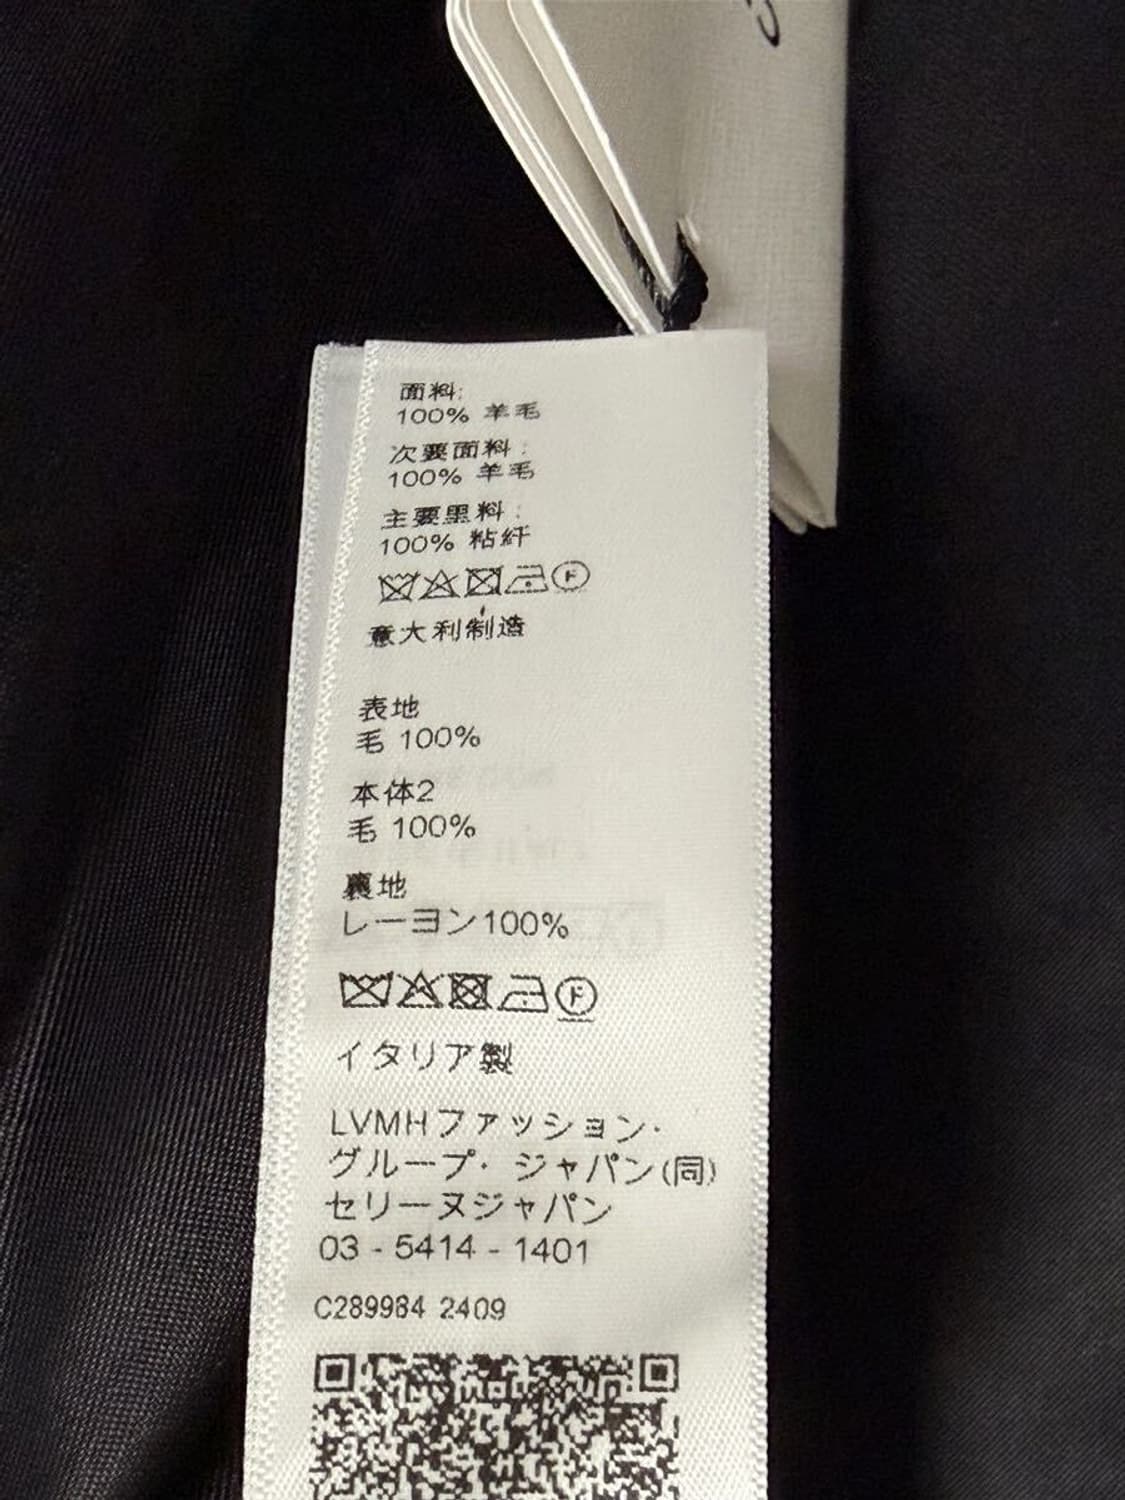 面料:
100% 羊毛
次要面料:
100% 羊毛
主要黑料:
100% 粘纤
意大利制造
表地
毛 100%
本体2
毛 100%
裏地
レーヨン100%
イタリア製
LVMHファッション・
グループ・ジャパン(同)
セリーヌジャパン
03 - 5414 - 1401
C289984 2409